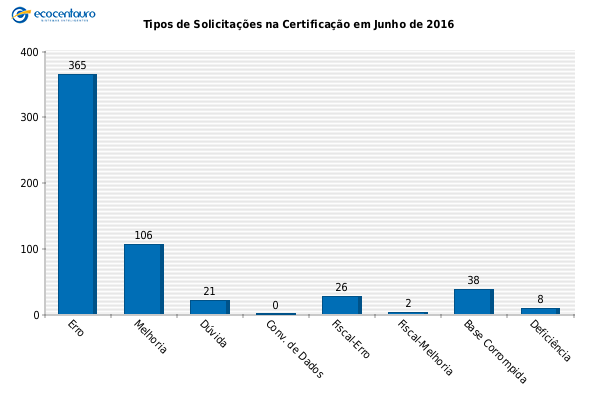 ecocentauro
Tipos de Solicitações na Certificação em Junho de 2016
400
300
200
100
0
365
106
21
0
26
2
38
8
Erro
Melhoria
Dúvida
Conv. de Dados
Fiscal-Erro
Fiscal-Melhoria
Base Corrompida
Deficiência